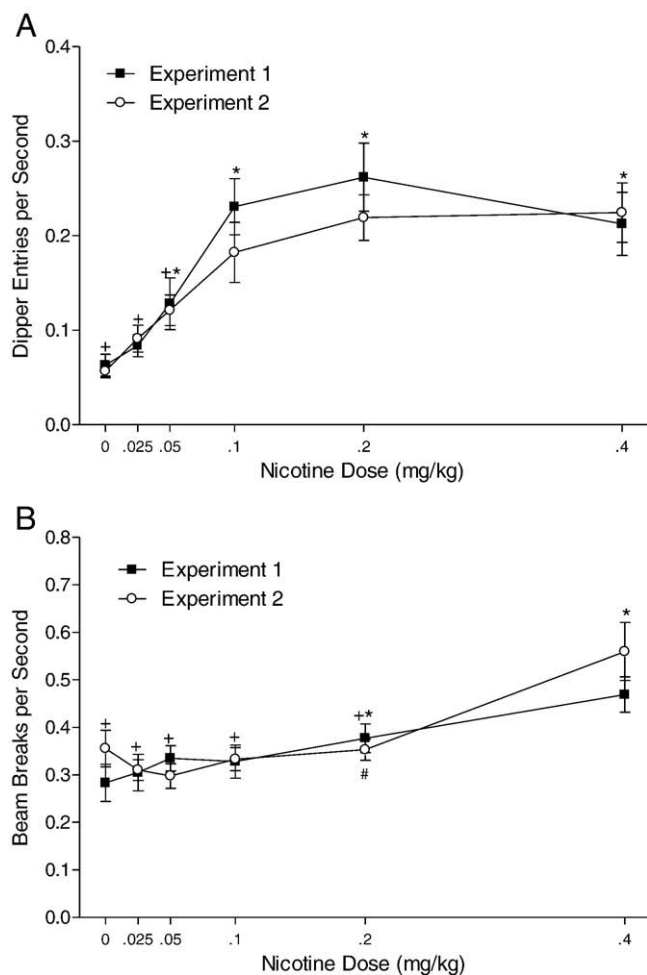 A
0.4
Experiment 1
Experiment 2
0.3
* * *
+*
0.2
Dipper Entries per Second
0.1
+
+
0.0
0 .025 .05 .1 .2 .4
Nicotine Dose (mg/kg)
B
0.8
Experiment 1
0.7
Experiment 2
0.6
*
0.5
Beam Breaks per Second
0.4
+ + + + +*
0.3
#
0.2
0.1
0.0
0 .025 .05 .1 .2 .4
Nicotine Dose (mg/kg)